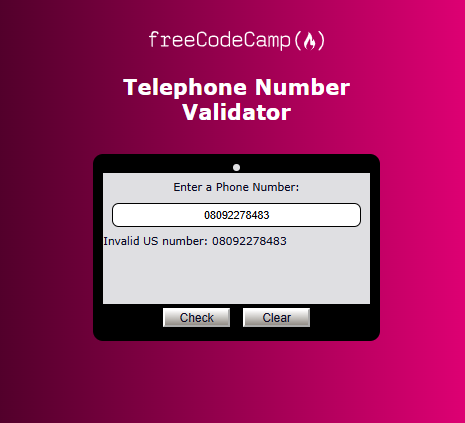 freeCodeCamp(🔥)
Telephone Number
Validator
Enter a Phone Number:
08092278483
Invalid US number: 08092278483
Check Clear